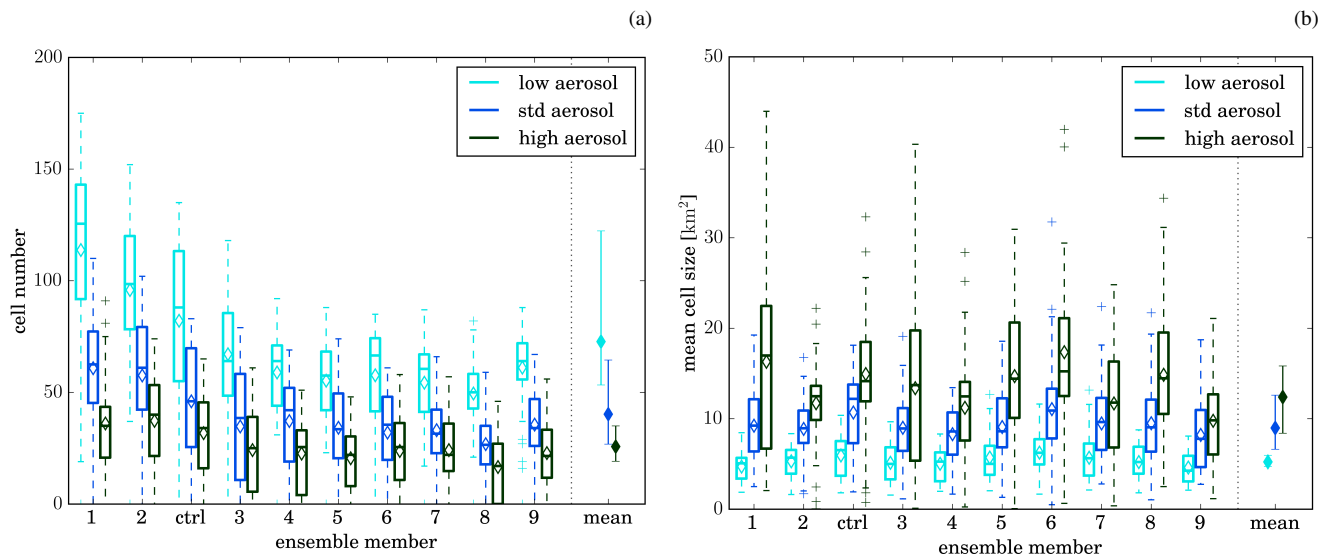 (a)
200
150
100
50
0
cell number
low aerosol
std aerosol
high aerosol
1 2 ctrl 3 4 5 6 7 8 9 mean
ensemble member
(b)
50
40
30
20
10
0
mean cell size [km²]
low aerosol
std aerosol
high aerosol
1 2 ctrl 3 4 5 6 7 8 9 mean
ensemble member